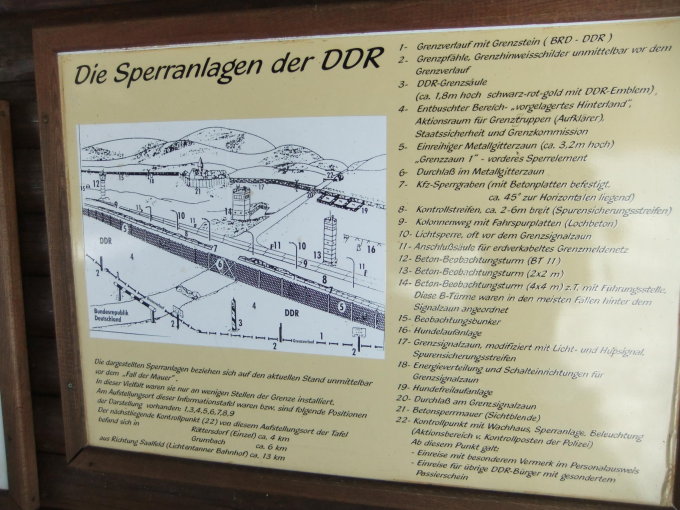 Die Sperranlagen der DDR
DDR
Bundesrepublik
Deutschland
DDR
Grenzverlauf
Die dargestellten Sperranlagen beziehen sich auf den aktuellen Stand unmittelbar
vor dem „Fall der Mauer".
In dieser Vielfalt waren sie nur an wenigen Stellen der Grenze installiert.
Am Aufstellungsort dieser Informationstafel waren bzw. sind folgende Positionen
der Darstellung vorhanden: 1,3,4,5,6,7,8,9
Der nächstliegende Kontrollpunkt (22) von diesem Aufstellungsort der Tafel
befand sich in
Röttersdorf (Einzel) ca. 4 km
Grumbach ca. 6 km
aus Richtung Saalfeld (Lichtentanner Bahnhof) ca. 13 km
1- Grenzverlauf mit Grenzstein ( BRD - DDR )
2- Grenzpfähle, Grenzhinweisschilder unmittelbar vor dem
Grenzverlauf
3- DDR-Grenzsäule
(ca. 1,8m hoch schwarz-rot-gold mit DDR-Emblem),
4- Entbuschter Bereich- „vorgelagertes Hinterland",
Aktionsraum für Grenztruppen (Aufklärer),
Staatssicherheit und Grenzkommission
5- Einreihiger Metallgitterzaun (ca. 3,2m hoch)
„Grenzzaun 1" - vorderes Sperrelement
6- Durchlaß im Metallgitterzaun
7- Kfz-Sperrgraben (mit Betonplatten befestigt,
ca. 45° zur Horizontalen liegend)
8- Kontrollstreifen, ca. 2-6m breit (Spurensicherungsstreifen)
9- Kolonnenweg mit Fahrspurplatten (Lochbeton)
10- Lichtsperre, oft vor dem Grenzsignalzaun
11- Anschlußsäule für erdverkabeltes Grenzmeldenetz
12- Beton-Beobachtungsturm (BT 11)
13- Beton-Beobachtungsturm (2x2 m)
14- Beton-Beobachtungsturm (4x4 m) z.T. mit Führungsstelle,
Diese B-Türme waren in den meisten Fällen hinter dem
Signalzaun angeordnet
15- Beobachtungsbunker
16- Hundelaufanlage
17- Grenzsignalzaun, modifiziert mit Licht- und Hupsignal,
Spurensicherungsstreifen
18- Energieverteilung und Schalteinrichtungen für
Grenzsignalzaun
19- Hundefreilaufanlage
20- Durchlaß am Grenzsignalzaun
21- Betonsperrmauer (Sichtblende)
22- Kontrollpunkt mit Wachhaus, Sperranlage, Beleuchtung
(Aktionsbereich v. Kontrollposten der Polizei)
Ab diesem Punkt galt:
- Einreise mit besonderem Vermerk im Personalausweis
- Einreise für übrige DDR-Bürger mit gesondertem
Passierschein